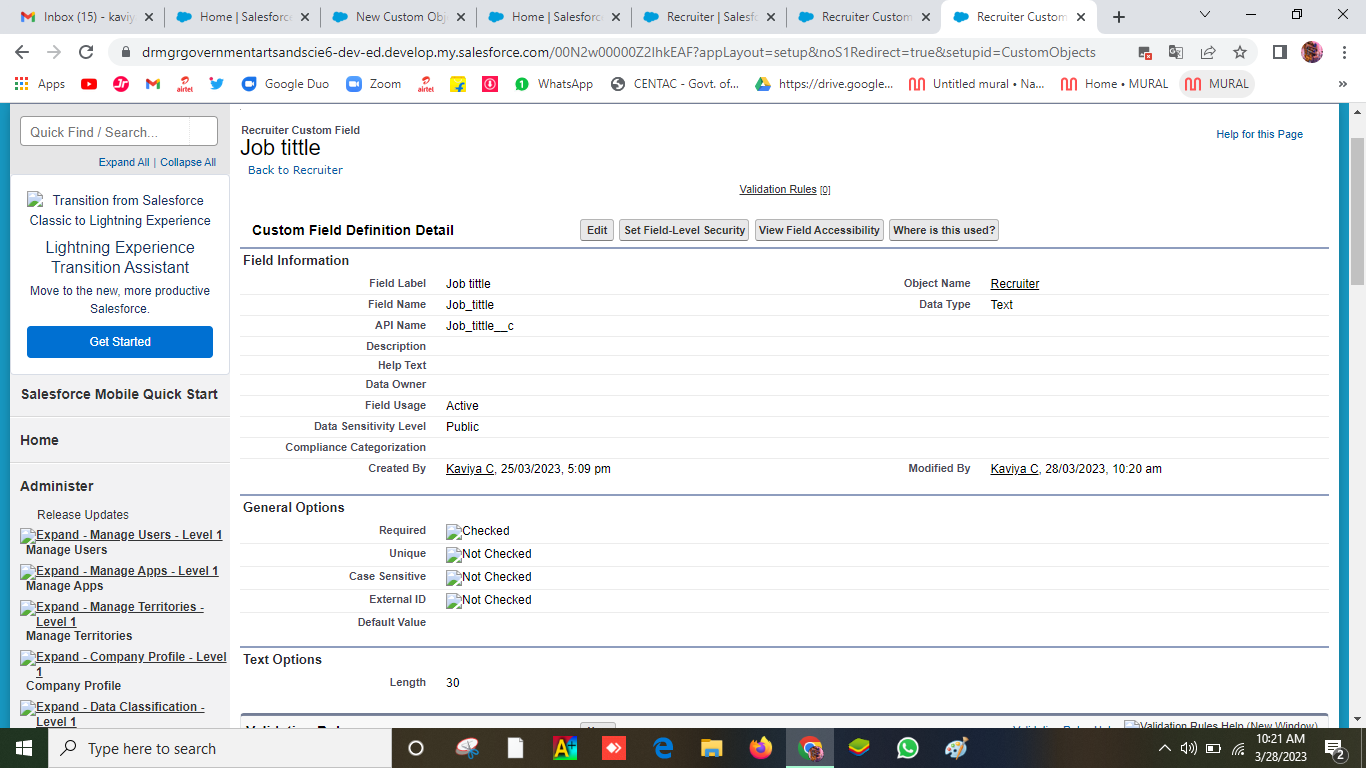 Inbox (15) - kaviy
Home | Salesforc
New Custom Obj
Home | Salesforc
Recruiter | Salesf
Recruiter Custom
Recruiter Custom
drmgrgovernmentartsandscie6-dev-ed.develop.my.salesforce.com/00N2w00000Z2IhkEAF?appLayout=setup&noS1Redirect=true&setupid=CustomObjects
Apps
airtel
Google Duo
Zoom
airtel
WhatsApp
CENTAC - Govt. of...
https://drive.google...
Untitled mural • Na...
Home • MURAL
MURAL
»
Quick Find / Search...
Expand All | Collapse All
Transition from Salesforce
Classic to Lightning Experience
Lightning Experience
Transition Assistant
Move to the new, more productive
Salesforce.
Get Started
Salesforce Mobile Quick Start
Home
Administer
Release Updates
Expand - Manage Users - Level 1
Manage Users
Expand - Manage Apps - Level 1
Manage Apps
Expand - Manage Territories -
Level 1
Manage Territories
Expand - Company Profile - Level
1
Company Profile
Expand - Data Classification -
Level 1
Recruiter Custom Field
Job tittle
Back to Recruiter
Help for this Page
Validation Rules [0]
Custom Field Definition Detail
Edit
Set Field-Level Security
View Field Accessibility
Where is this used?
Field Information
Field Label Job tittle
Object Name Recruiter
Field Name Job_tittle
Data Type Text
API Name Job_tittle__c
Description
Help Text
Data Owner
Field Usage Active
Data Sensitivity Level Public
Compliance Categorization
Created By Kaviya C, 25/03/2023, 5:09 pm
Modified By Kaviya C, 28/03/2023, 10:20 am
General Options
Required Checked
Unique Not Checked
Case Sensitive Not Checked
External ID Not Checked
Default Value
Text Options
Length 30
Validation Rules Help (New Window)
Type here to search
10:21 AM
3/28/2023
2